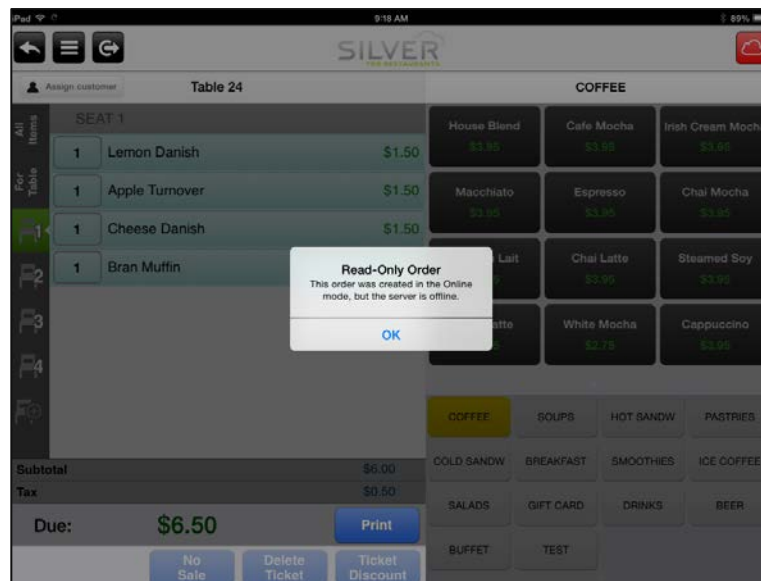 iPad
9:18 AM
89%
SILVER
FOR RESTAURANTS
Assign customer
Table 24
COFFEE
All Items
For Table
1
2
3
4
SEAT 1
1 Lemon Danish $1.50
1 Apple Turnover $1.50
1 Cheese Danish $1.50
1 Bran Muffin
House Blend
$3.95
Cafe Mocha
$3.95
Irish Cream Moch
$3.95
Macchiato
$3.95
Espresso
$3.95
Chai Mocha
$3.95
Lait
Chai Latte
$3.95
Steamed Soy
$3.95
atte
White Mocha
$2.75
Cappuccino
$3.95
Read-Only Order
This order was created in the Online
mode, but the server is offline.
OK
COFFEE SOUPS HOT SANDW PASTRIES
COLD SANDW BREAKFAST SMOOTHIES ICE COFFEE
SALADS GIFT CARD DRINKS BEER
BUFFET TEST
Subtotal $6.00
Tax $0.50
Due: $6.50
Print
No
Sale
Delete
Ticket
Ticket
Discount